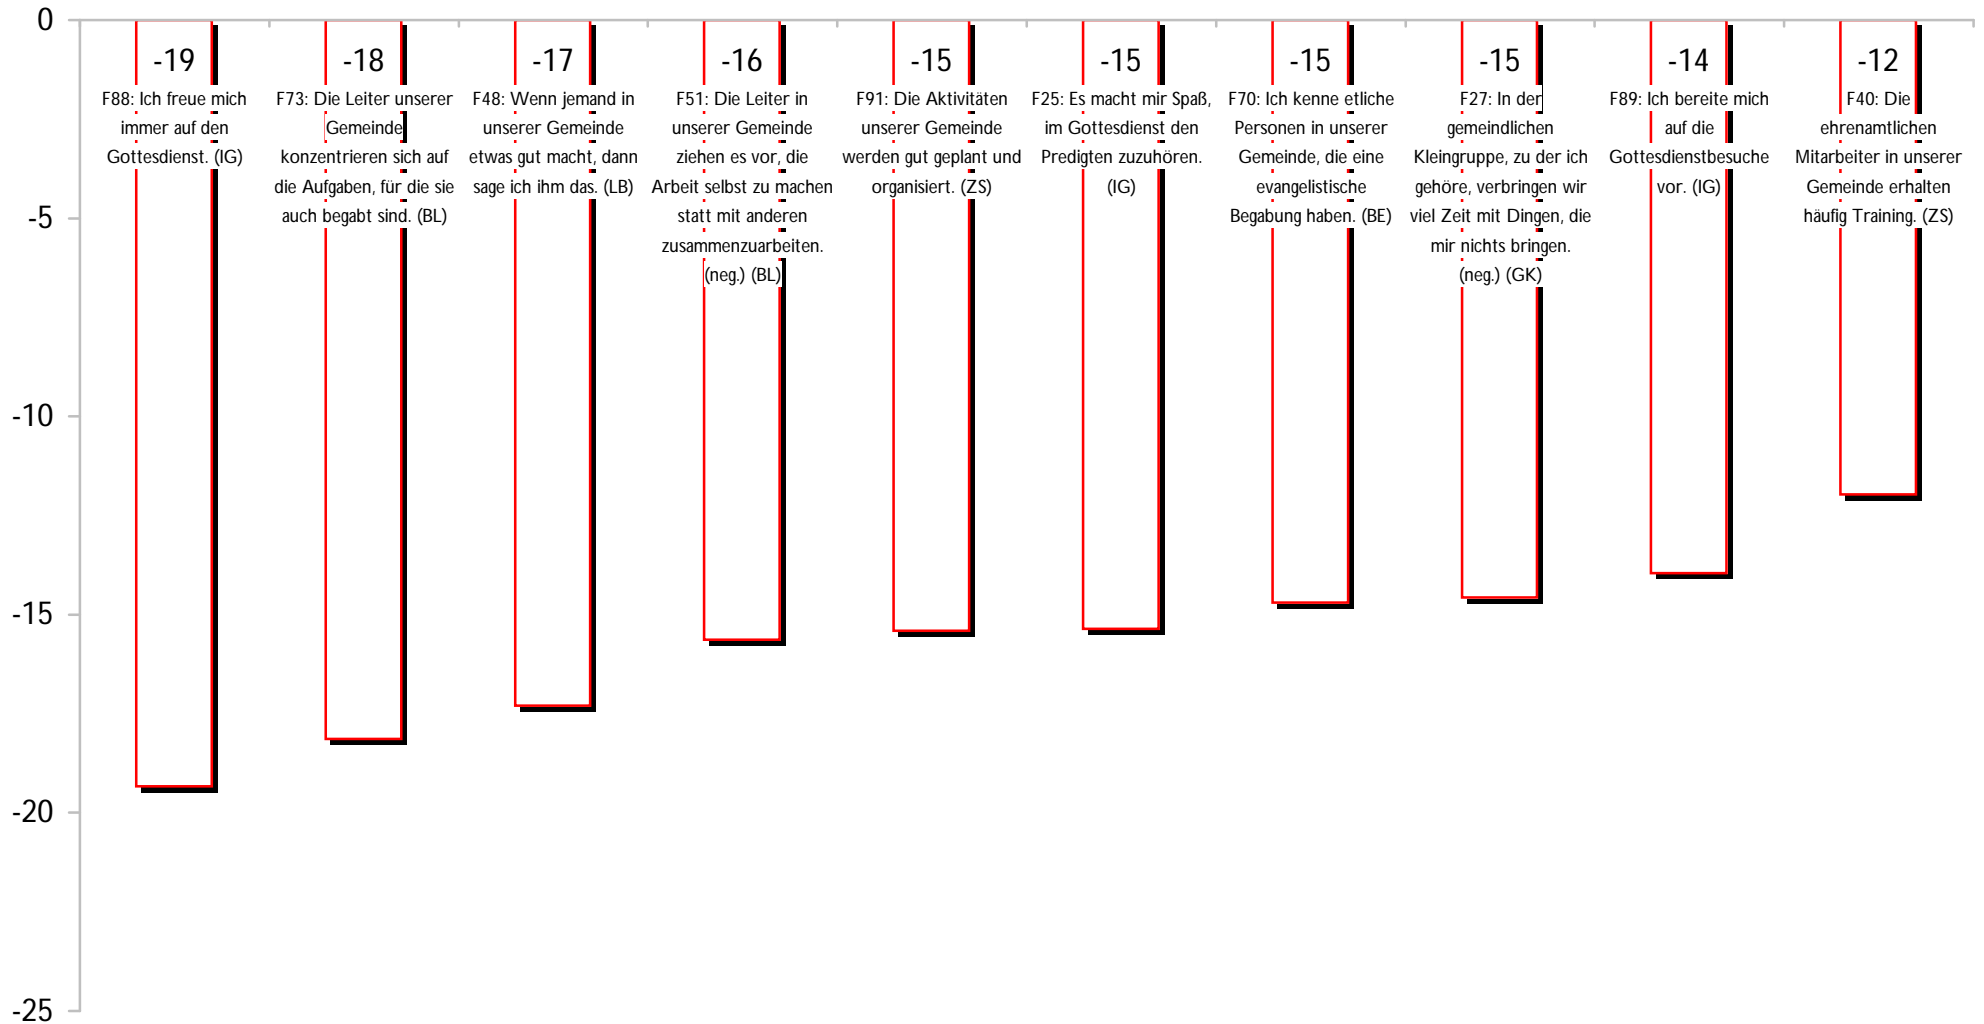 0
-5
-10
-15
-20
-25
-19
F88: Ich freue mich
immer auf den
Gottesdienst. (IG)
-18
F73: Die Leiter unserer
Gemeinde
konzentrieren sich auf
die Aufgaben, für die sie
auch begabt sind. (BL)
-17
F48: Wenn jemand in
unserer Gemeinde
etwas gut macht, dann
sage ich ihm das. (LB)
-16
F51: Die Leiter in
unserer Gemeinde
ziehen es vor, die
Arbeit selbst zu machen
statt mit anderen
zusammenzuarbeiten.
(neg.) (BL)
-15
F91: Die Aktivitäten
unserer Gemeinde
werden gut geplant und
organisiert. (ZS)
-15
F25: Es macht mir Spaß,
im Gottesdienst den
Predigten zuzuhören.
(IG)
-15
F70: Ich kenne etliche
Personen in unserer
Gemeinde, die eine
evangelistische
Begabung haben. (BE)
-15
F27: In der
gemeindlichen
Kleingruppe, zu der ich
gehöre, verbringen wir
viel Zeit mit Dingen, die
mir nichts bringen.
(neg.) (GK)
-14
F89: Ich bereite mich
auf die
Gottesdienstbesuche
vor. (IG)
-12
F40: Die
ehrenamtlichen
Mitarbeiter in unserer
Gemeinde erhalten
häufig Training. (ZS)